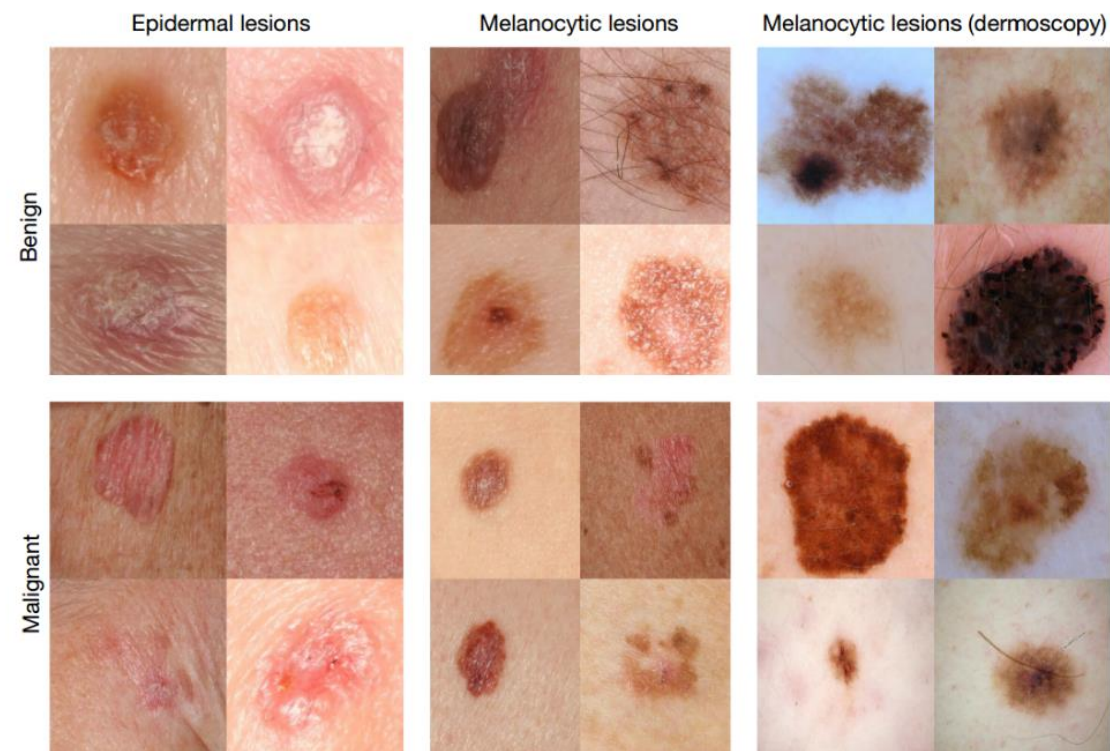 Epidermal lesions
Melanocytic lesions
Melanocytic lesions (dermoscopy)
Benign
Malignant